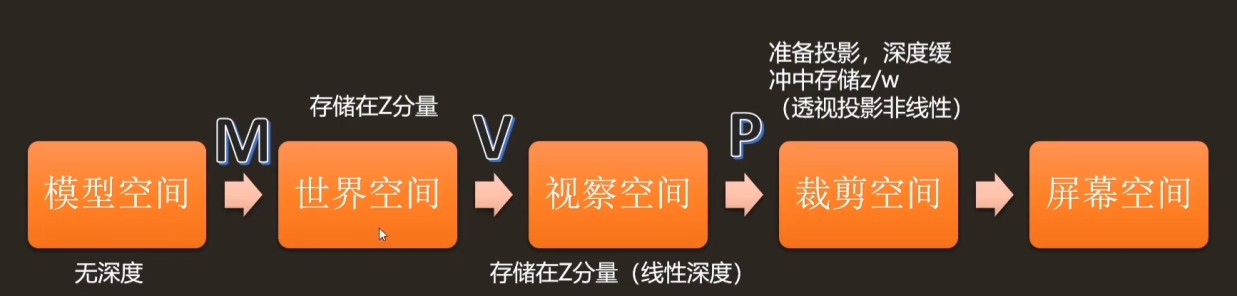 准备投影，深度缓
冲中存储z/w
（透视投影非线性）
存储在Z分量
M
V
P
模型空间
世界空间
视察空间
裁剪空间
屏幕空间
无深度
存储在Z分量（线性深度）